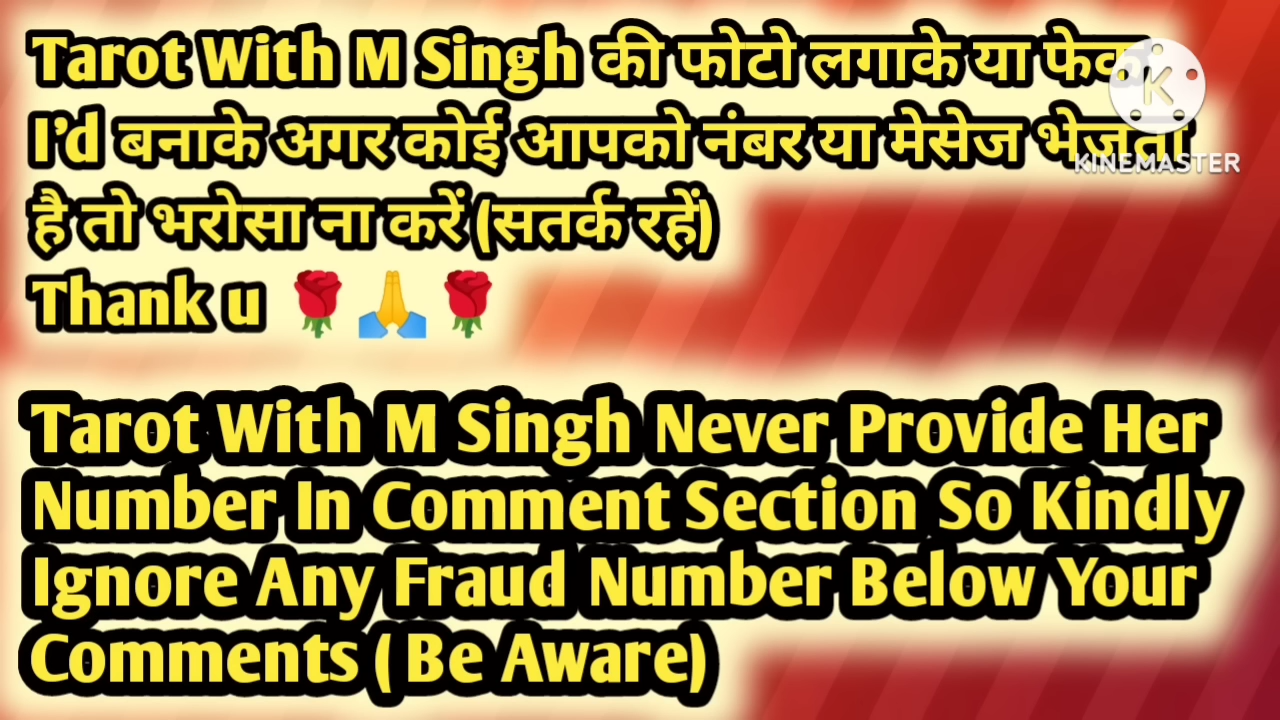 Tarot With M Singh की फोटो लगाके या फेक
I'd बनाके अगर कोई आपको नंबर या मेसेज भेजता
है तो भरोसा ना करें (सतर्क रहें)
Thank u 🌹🙏🌹
Tarot With M Singh Never Provide Her
Number In Comment Section So Kindly
Ignore Any Fraud Number Below Your
Comments ( Be Aware)
K
KINEMASTER